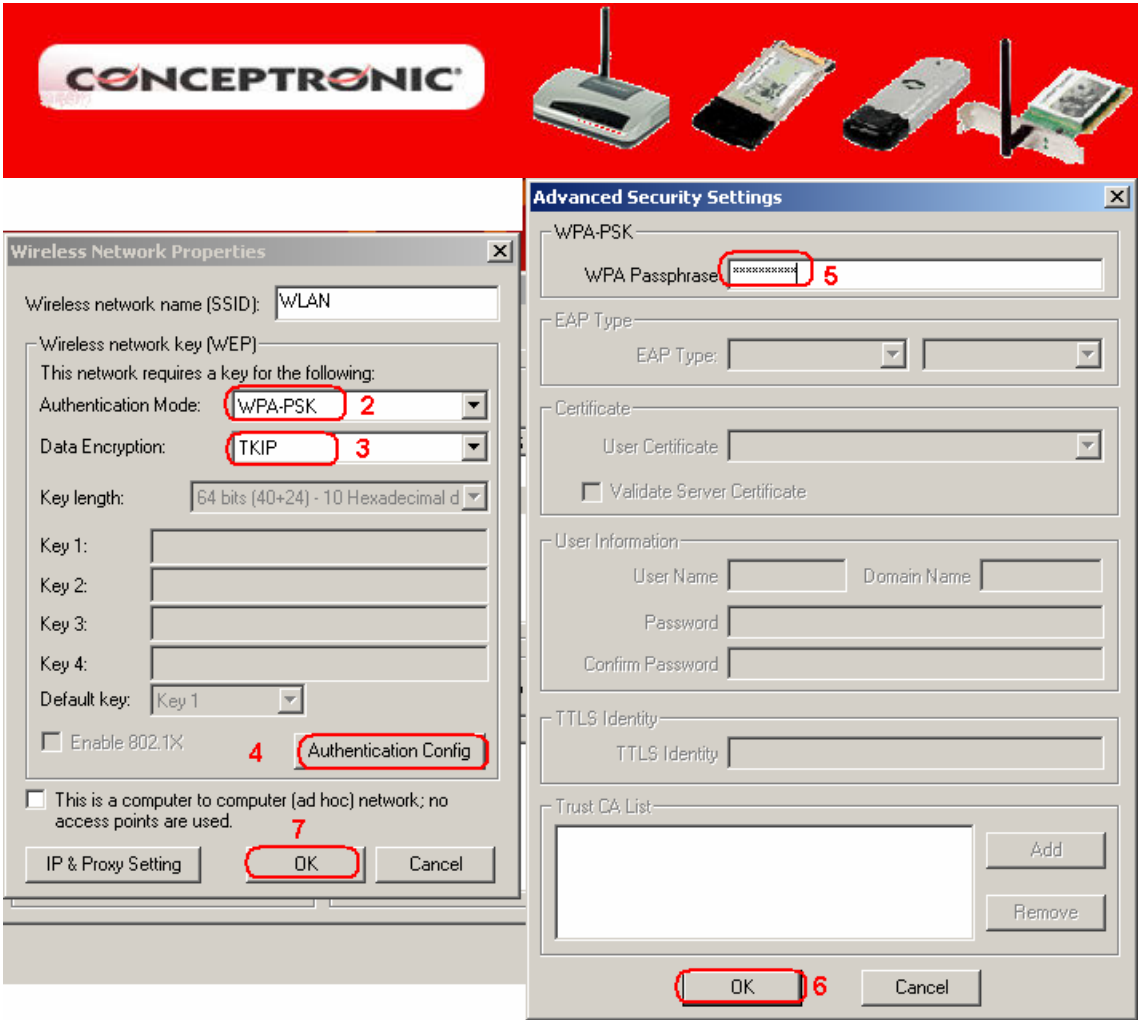 CONCEPTRONIC
Wireless Network Properties
Wireless network name (SSID): WLAN
Wireless network key (WEP)
This network requires a key for the following:
Authentication Mode: WPA-PSK 2
Data Encryption: TKIP 3
Key length: 64 bits (40+24) - 10 Hexadecimal d
Key 1:
Key 2:
Key 3:
Key 4:
Default key: Key 1
Enable 802.1X
4 Authentication Config
This is a computer to computer (ad hoc) network; no
access points are used.
7
IP & Proxy Setting OK Cancel
Advanced Security Settings
WPA-PSK
WPA Passphrase ********** 5
EAP Type
EAP Type:
Certificate
User Certificate
Validate Server Certificate
User Information
User Name Domain Name
Password
Confirm Password
TTLS Identity
TTLS Identity
Trust CA List
Add
Remove
OK 6 Cancel